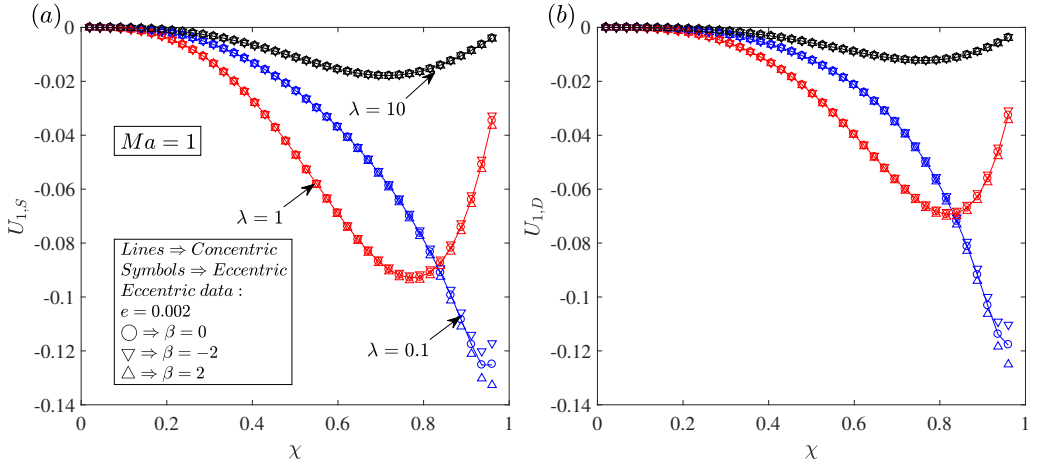 (a)
0
-0.02
-0.04
-0.06
-0.08
-0.1
-0.12
-0.14
U1,S
Ma = 1
λ = 10
λ = 1
λ = 0.1
Lines ⇒ Concentric
Symbols ⇒ Eccentric
Eccentric data :
e = 0.002
○ ⇒ β = 0
▽ ⇒ β = −2
△ ⇒ β = 2
0 0.2 0.4 0.6 0.8 1
χ
(b)
0
-0.02
-0.04
-0.06
-0.08
-0.1
-0.12
-0.14
U1,D
0 0.2 0.4 0.6 0.8 1
χ